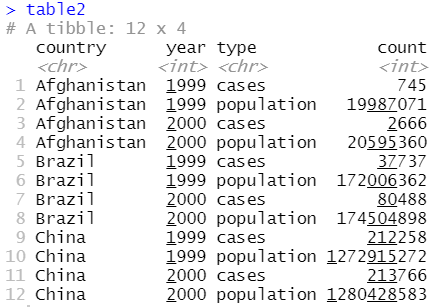 > table2
# A tibble: 12 x 4
country year type count
<chr> <int> <chr> <int>
1 Afghanistan 1999 cases 745
2 Afghanistan 1999 population 19987071
3 Afghanistan 2000 cases 2666
4 Afghanistan 2000 population 20595360
5 Brazil 1999 cases 37737
6 Brazil 1999 population 172006362
7 Brazil 2000 cases 80488
8 Brazil 2000 population 174504898
9 China 1999 cases 212258
10 China 1999 population 1272915272
11 China 2000 cases 213766
12 China 2000 population 1280428583